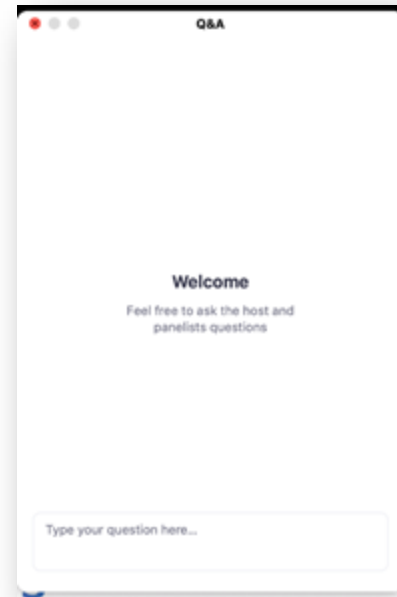 Q&A
Welcome
Feel free to ask the host and
panelists questions
Type your question here...